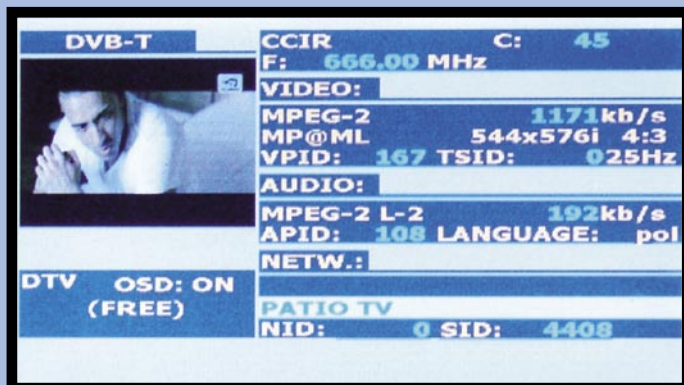 DVB-T
CCIR C: 45
F: 666,00 MHz
VIDEO:
MPEG-2 1171kb/s
MP@ML 544x576i 4:3
VPID: 167 TSID: 025Hz
AUDIO:
MPEG-2 L-2 192kb/s
APID: 108 LANGUAGE: pol
NETW.:
PATIO TV
NID: 0 SID: 4408
DTV OSD: ON
(FREE)